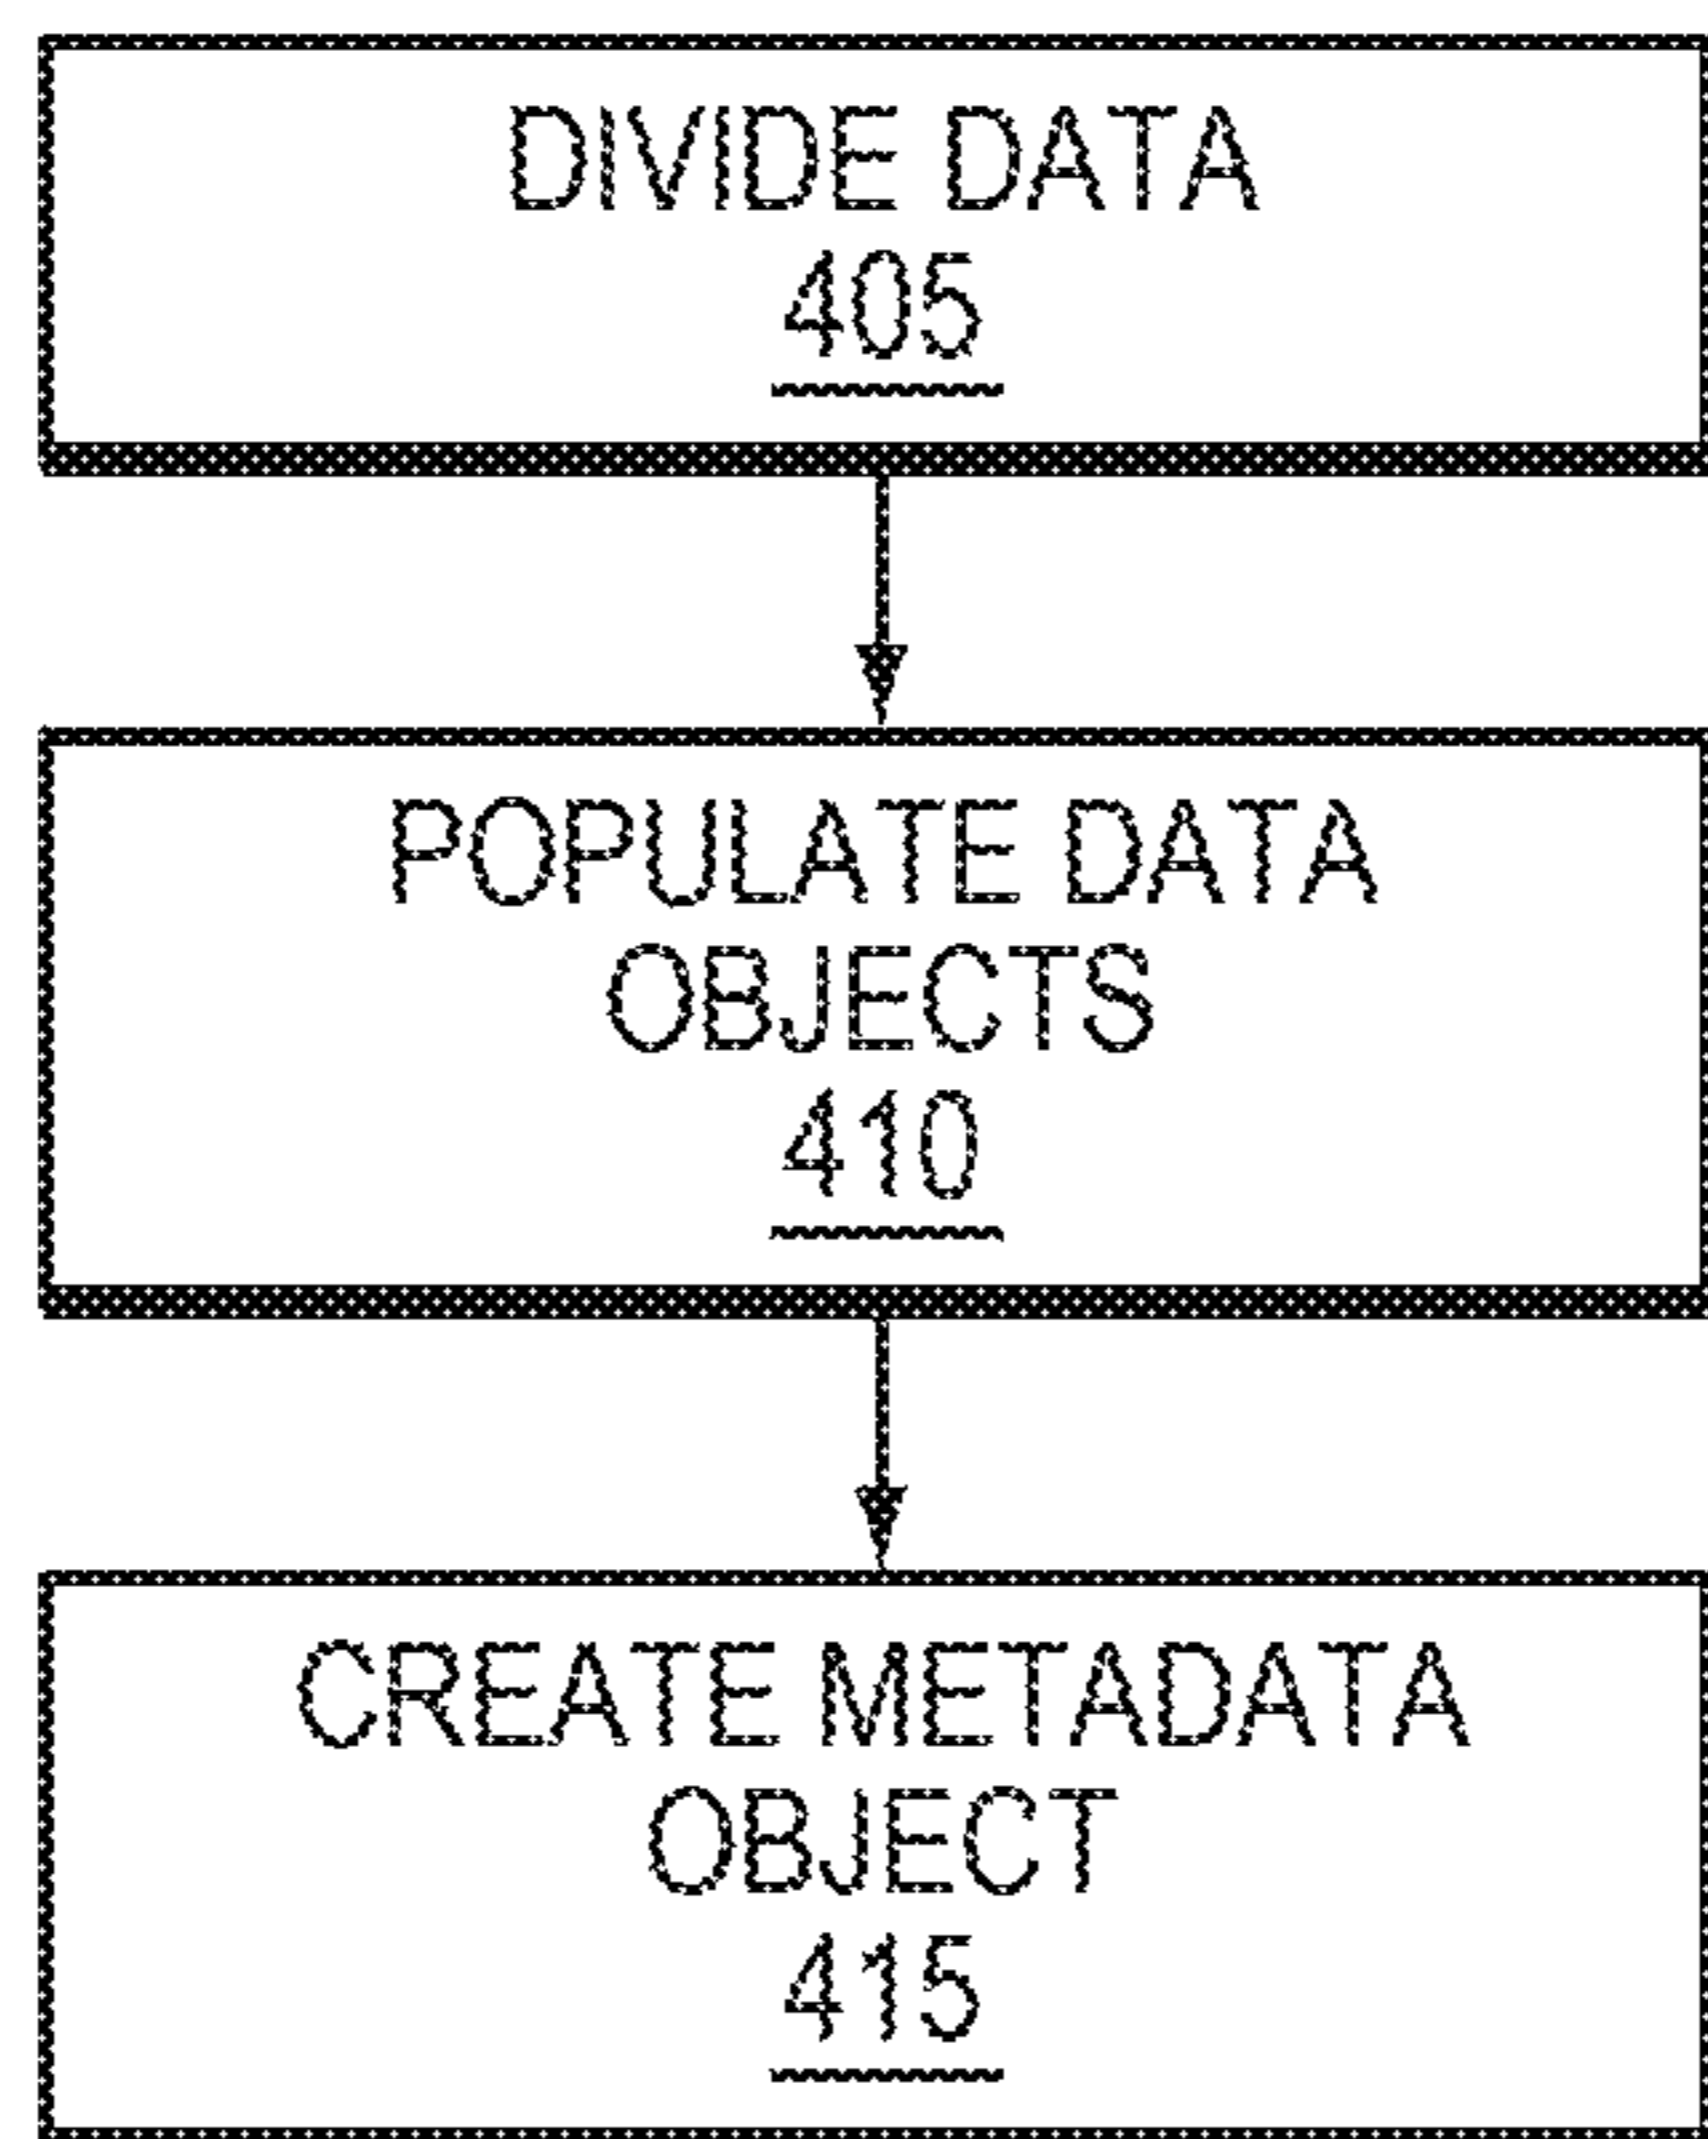 DIVIDE DATA
405
POPULATE DATA
OBJECTS
410
CREATE METADATA
OBJECT
415